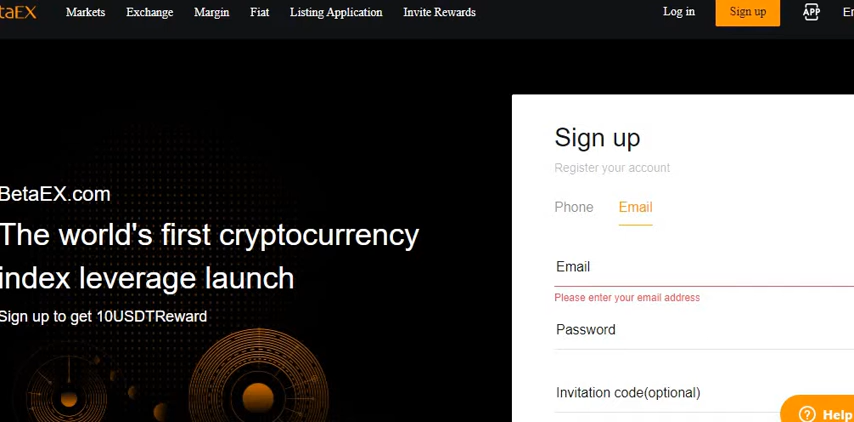 taEX Markets Exchange Margin Fiat Listing Application Invite Rewards Log in Sign up APP En
Sign up
Register your account
Phone Email
BetaEX.com
The world's first cryptocurrency
index leverage launch
Sign up to get 10USDTReward
Email
Please enter your email address
Password
Invitation code(optional)
Help